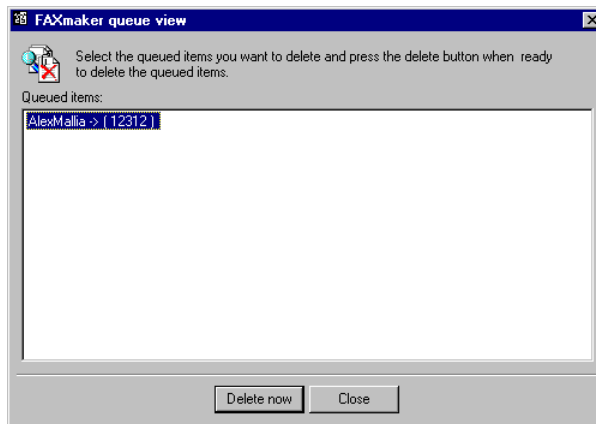 FAXmaker queue view
Select the queued items you want to delete and press the delete button when ready
to delete the queued items.
Queued items:
AlexMallia -> ( 12312 )
Delete now
Close